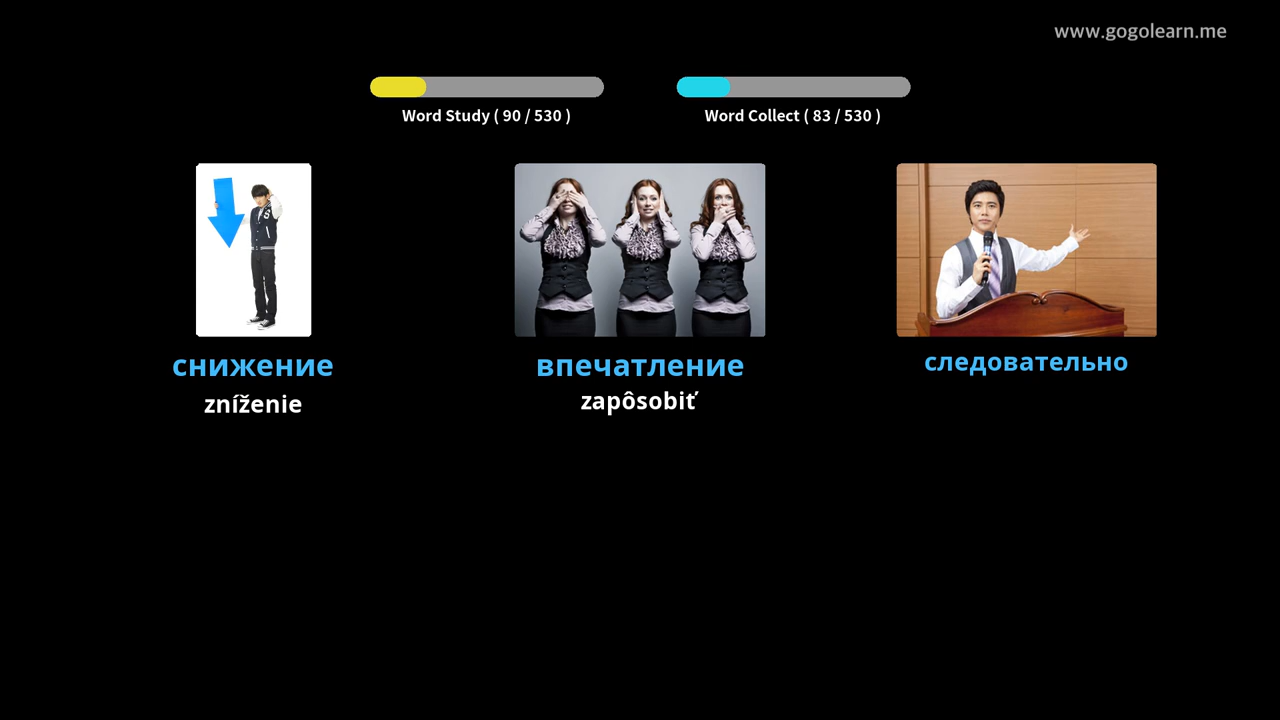 www.gogolearn.me
Word Study ( 90 / 530 )
Word Collect ( 83 / 530 )
снижение
zníženie
впечатление
zapôsobiť
следовательно